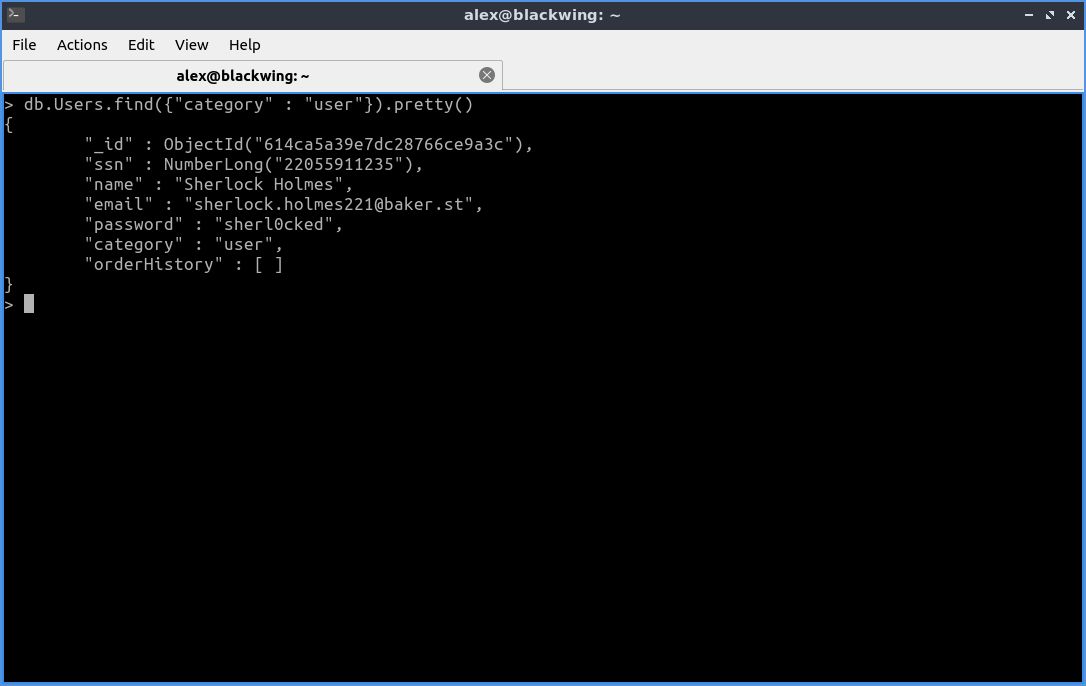 alex@blackwing: ~
File Actions Edit View Help
alex@blackwing: ~
> db.Users.find({"category" : "user"}).pretty()
{
        "_id" : ObjectId("614ca5a39e7dc28766ce9a3c"),
        "ssn" : NumberLong("22055911235"),
        "name" : "Sherlock Holmes",
        "email" : "sherlock.holmes221@baker.st",
        "password" : "sherl0cked",
        "category" : "user",
        "orderHistory" : [ ]
}
>